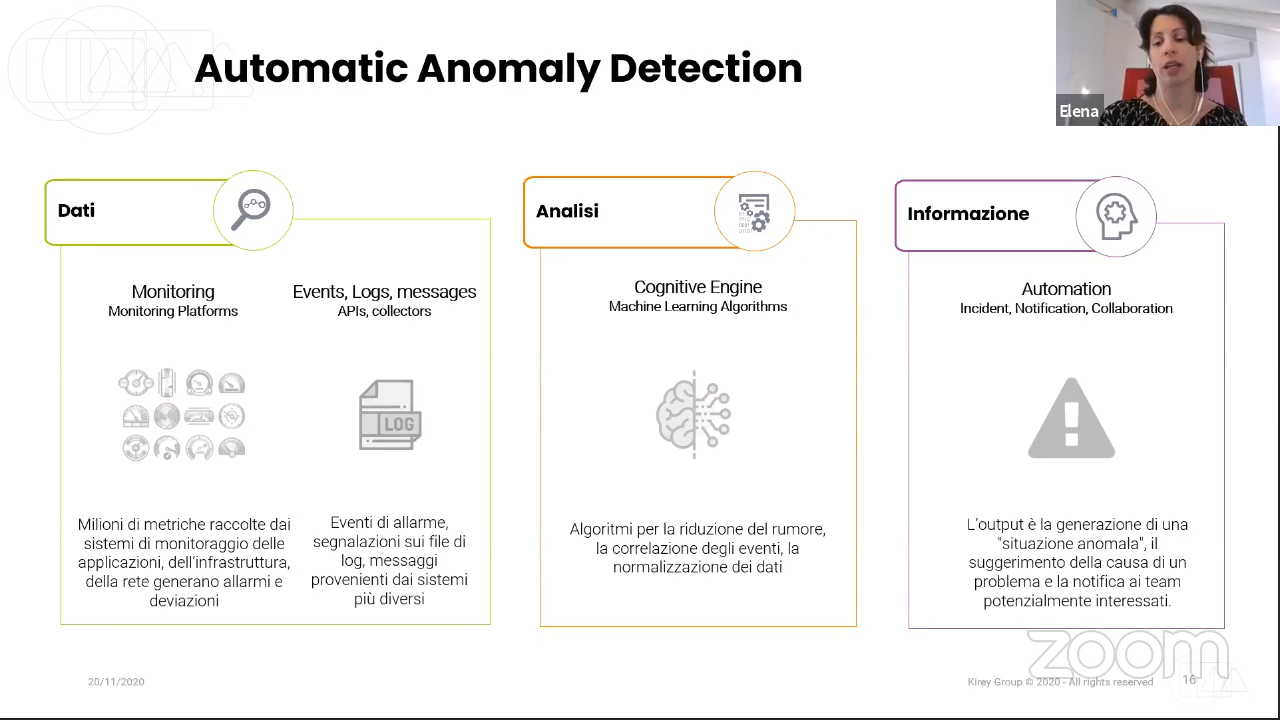 Automatic Anomaly Detection
Elena
Dati
Monitoring
Monitoring Platforms
Events, Logs, messages
APIs, collectors
LOG
Milioni di metriche raccolte dai
sistemi di monitoraggio delle
applicazioni, dell'infrastruttura,
della rete generano allarmi e
deviazioni
Eventi di allarme,
segnalazioni sui file di
log, messaggi
provenienti dai sistemi
più diversi
Analisi
Cognitive Engine
Machine Learning Algorithms
Algoritmi per la riduzione del rumore,
la correlazione degli eventi, la
normalizzazione dei dati
Informazione
Automation
Incident, Notification, Collaboration
L'output è la generazione di una
"situazione anomala", il
suggerimento della causa di un
problema e la notifica ai team
potenzialmente interessati.
zoom
20/11/2020
Kirey Group © 2020 - All rights reserved
16